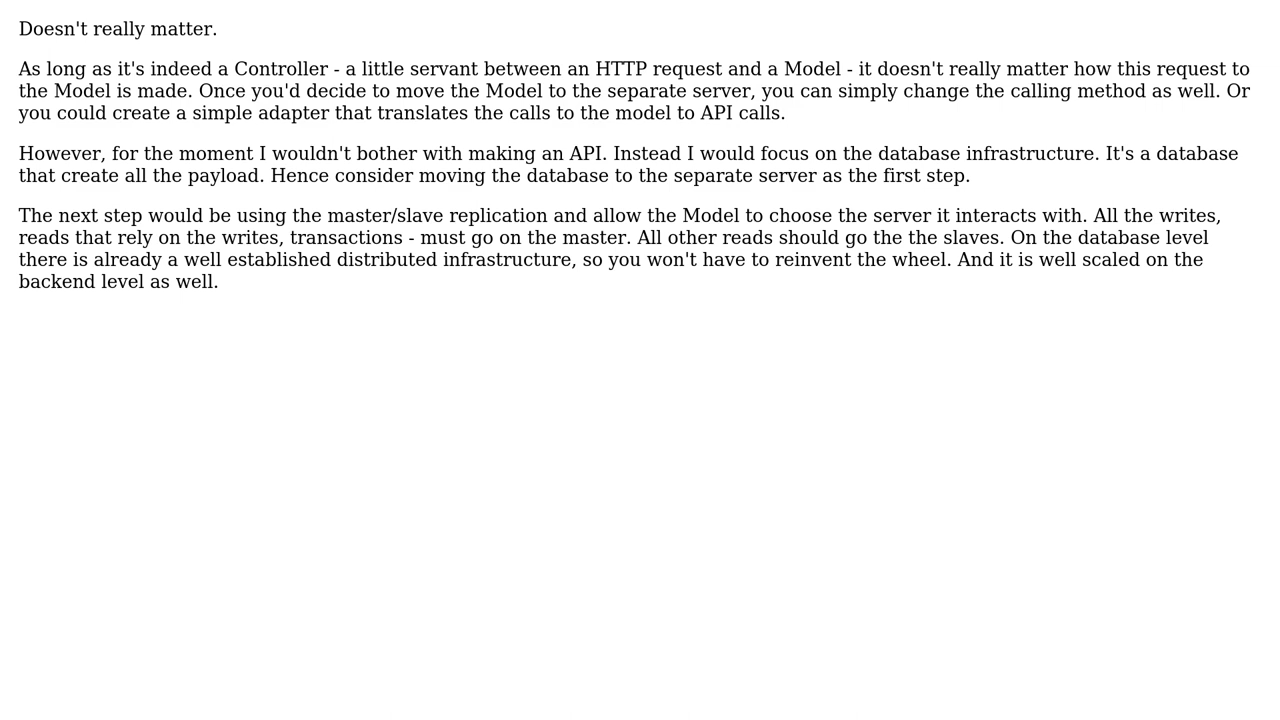 Doesn't really matter.
As long as it's indeed a Controller - a little servant between an HTTP request and a Model - it doesn't really matter how this request to
the Model is made. Once you'd decide to move the Model to the separate server, you can simply change the calling method as well. Or
you could create a simple adapter that translates the calls to the model to API calls.
However, for the moment I wouldn't bother with making an API. Instead I would focus on the database infrastructure. It's a database
that create all the payload. Hence consider moving the database to the separate server as the first step.
The next step would be using the master/slave replication and allow the Model to choose the server it interacts with. All the writes,
reads that rely on the writes, transactions - must go on the master. All other reads should go the the slaves. On the database level
there is already a well established distributed infrastructure, so you won't have to reinvent the wheel. And it is well scaled on the
backend level as well.